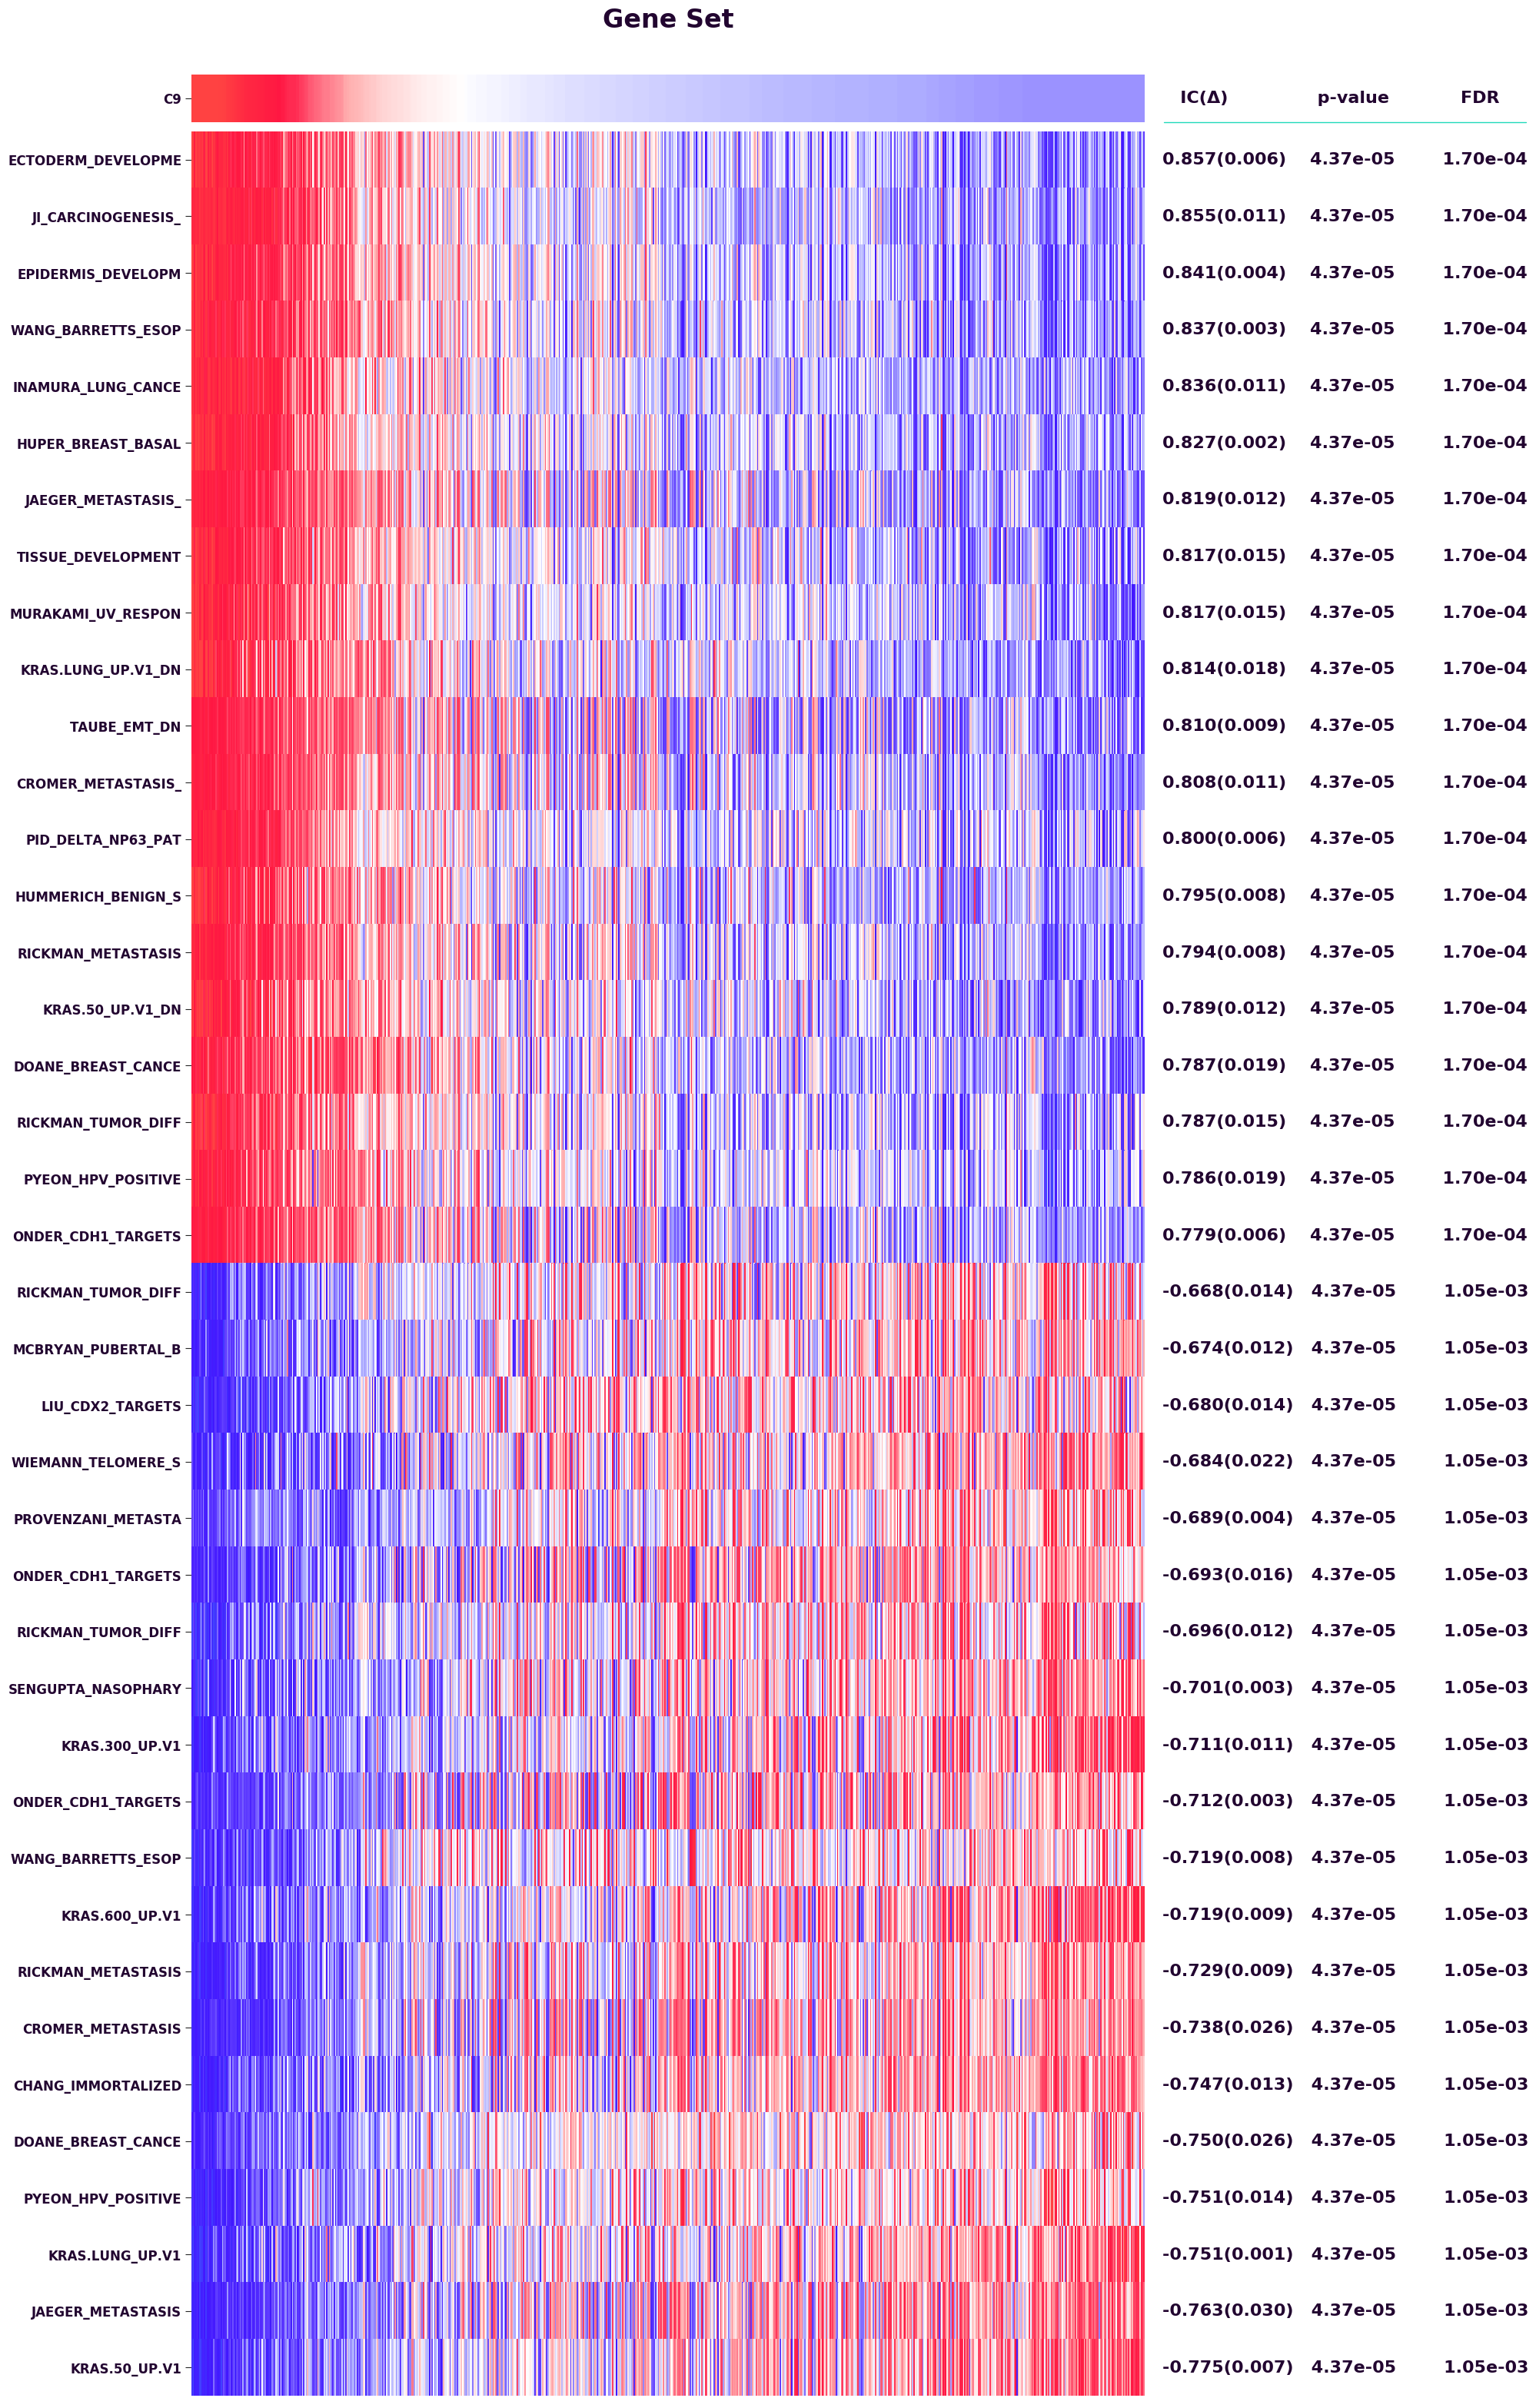 Gene Set
C9 IC(Δ) p-value FDR
ECTODERM_DEVELOPME 0.857(0.006) 4.37e-05 1.70e-04
JI_CARCINOGENESIS_ 0.855(0.011) 4.37e-05 1.70e-04
EPIDERMIS_DEVELOPM 0.841(0.004) 4.37e-05 1.70e-04
WANG_BARRETTS_ESOP 0.837(0.003) 4.37e-05 1.70e-04
INAMURA_LUNG_CANCE 0.836(0.011) 4.37e-05 1.70e-04
HUPER_BREAST_BASAL 0.827(0.002) 4.37e-05 1.70e-04
JAEGER_METASTASIS_ 0.819(0.012) 4.37e-05 1.70e-04
TISSUE_DEVELOPMENT 0.817(0.015) 4.37e-05 1.70e-04
MURAKAMI_UV_RESPON 0.817(0.015) 4.37e-05 1.70e-04
KRAS.LUNG_UP.V1_DN 0.814(0.018) 4.37e-05 1.70e-04
TAUBE_EMT_DN 0.810(0.009) 4.37e-05 1.70e-04
CROMER_METASTASIS_ 0.808(0.011) 4.37e-05 1.70e-04
PID_DELTA_NP63_PAT 0.800(0.006) 4.37e-05 1.70e-04
HUMMERICH_BENIGN_S 0.795(0.008) 4.37e-05 1.70e-04
RICKMAN_METASTASIS 0.794(0.008) 4.37e-05 1.70e-04
KRAS.50_UP.V1_DN 0.789(0.012) 4.37e-05 1.70e-04
DOANE_BREAST_CANCE 0.787(0.019) 4.37e-05 1.70e-04
RICKMAN_TUMOR_DIFF 0.787(0.015) 4.37e-05 1.70e-04
PYEON_HPV_POSITIVE 0.786(0.019) 4.37e-05 1.70e-04
ONDER_CDH1_TARGETS 0.779(0.006) 4.37e-05 1.70e-04
RICKMAN_TUMOR_DIFF -0.668(0.014) 4.37e-05 1.05e-03
MCBRYAN_PUBERTAL_B -0.674(0.012) 4.37e-05 1.05e-03
LIU_CDX2_TARGETS -0.680(0.014) 4.37e-05 1.05e-03
WIEMANN_TELOMERE_S -0.684(0.022) 4.37e-05 1.05e-03
PROVENZANI_METASTA -0.689(0.004) 4.37e-05 1.05e-03
ONDER_CDH1_TARGETS -0.693(0.016) 4.37e-05 1.05e-03
RICKMAN_TUMOR_DIFF -0.696(0.012) 4.37e-05 1.05e-03
SENGUPTA_NASOPHARY -0.701(0.003) 4.37e-05 1.05e-03
KRAS.300_UP.V1 -0.711(0.011) 4.37e-05 1.05e-03
ONDER_CDH1_TARGETS -0.712(0.003) 4.37e-05 1.05e-03
WANG_BARRETTS_ESOP -0.719(0.008) 4.37e-05 1.05e-03
KRAS.600_UP.V1 -0.719(0.009) 4.37e-05 1.05e-03
RICKMAN_METASTASIS -0.729(0.009) 4.37e-05 1.05e-03
CROMER_METASTASIS -0.738(0.026) 4.37e-05 1.05e-03
CHANG_IMMORTALIZED -0.747(0.013) 4.37e-05 1.05e-03
DOANE_BREAST_CANCE -0.750(0.026) 4.37e-05 1.05e-03
PYEON_HPV_POSITIVE -0.751(0.014) 4.37e-05 1.05e-03
KRAS.LUNG_UP.V1 -0.751(0.001) 4.37e-05 1.05e-03
JAEGER_METASTASIS -0.763(0.030) 4.37e-05 1.05e-03
KRAS.50_UP.V1 -0.775(0.007) 4.37e-05 1.05e-03